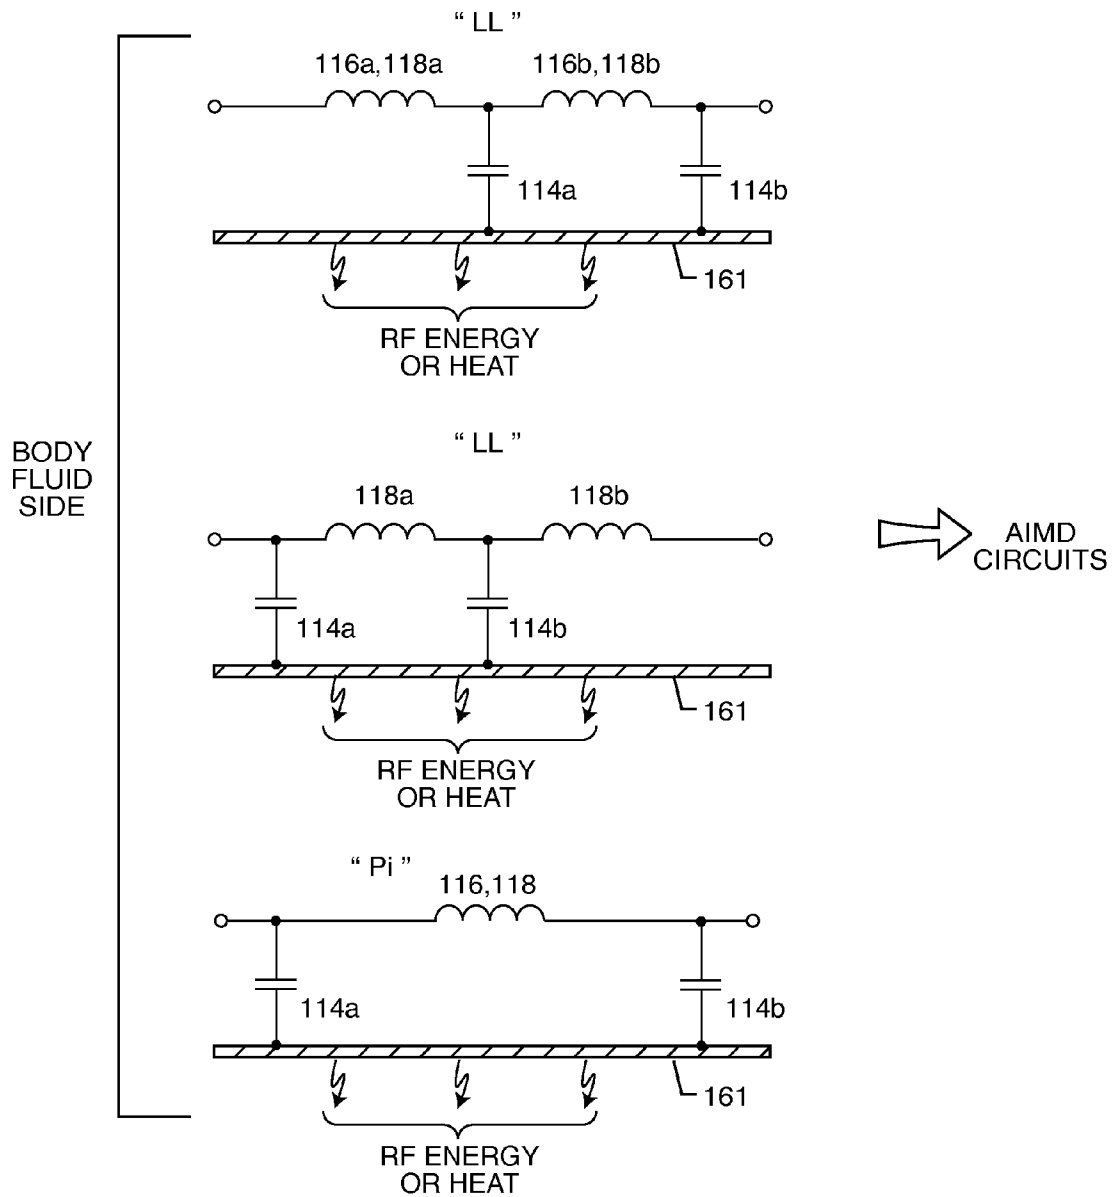 “ LL ”
116a,118a
116b,118b
114a
114b
161
RF ENERGY
OR HEAT
BODY
FLUID
SIDE
“ LL ”
118a
118b
114a
114b
161
RF ENERGY
OR HEAT
AIMD
CIRCUITS
“ Pi ”
116,118
114a
114b
161
RF ENERGY
OR HEAT